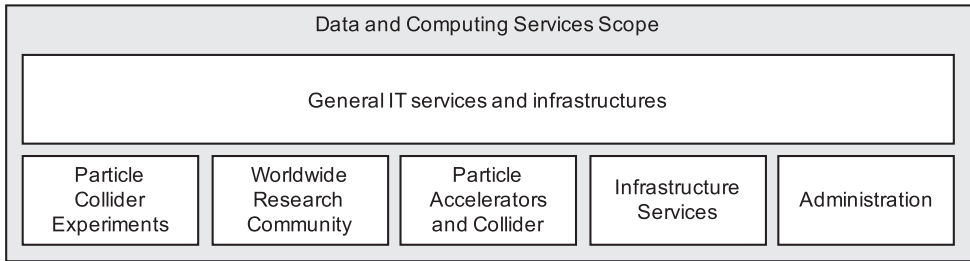 Data and Computing Services Scope
General IT services and infrastructures
Particle
Collider
Experiments
Worldwide
Research
Community
Particle
Accelerators
and Collider
Infrastructure
Services
Administration